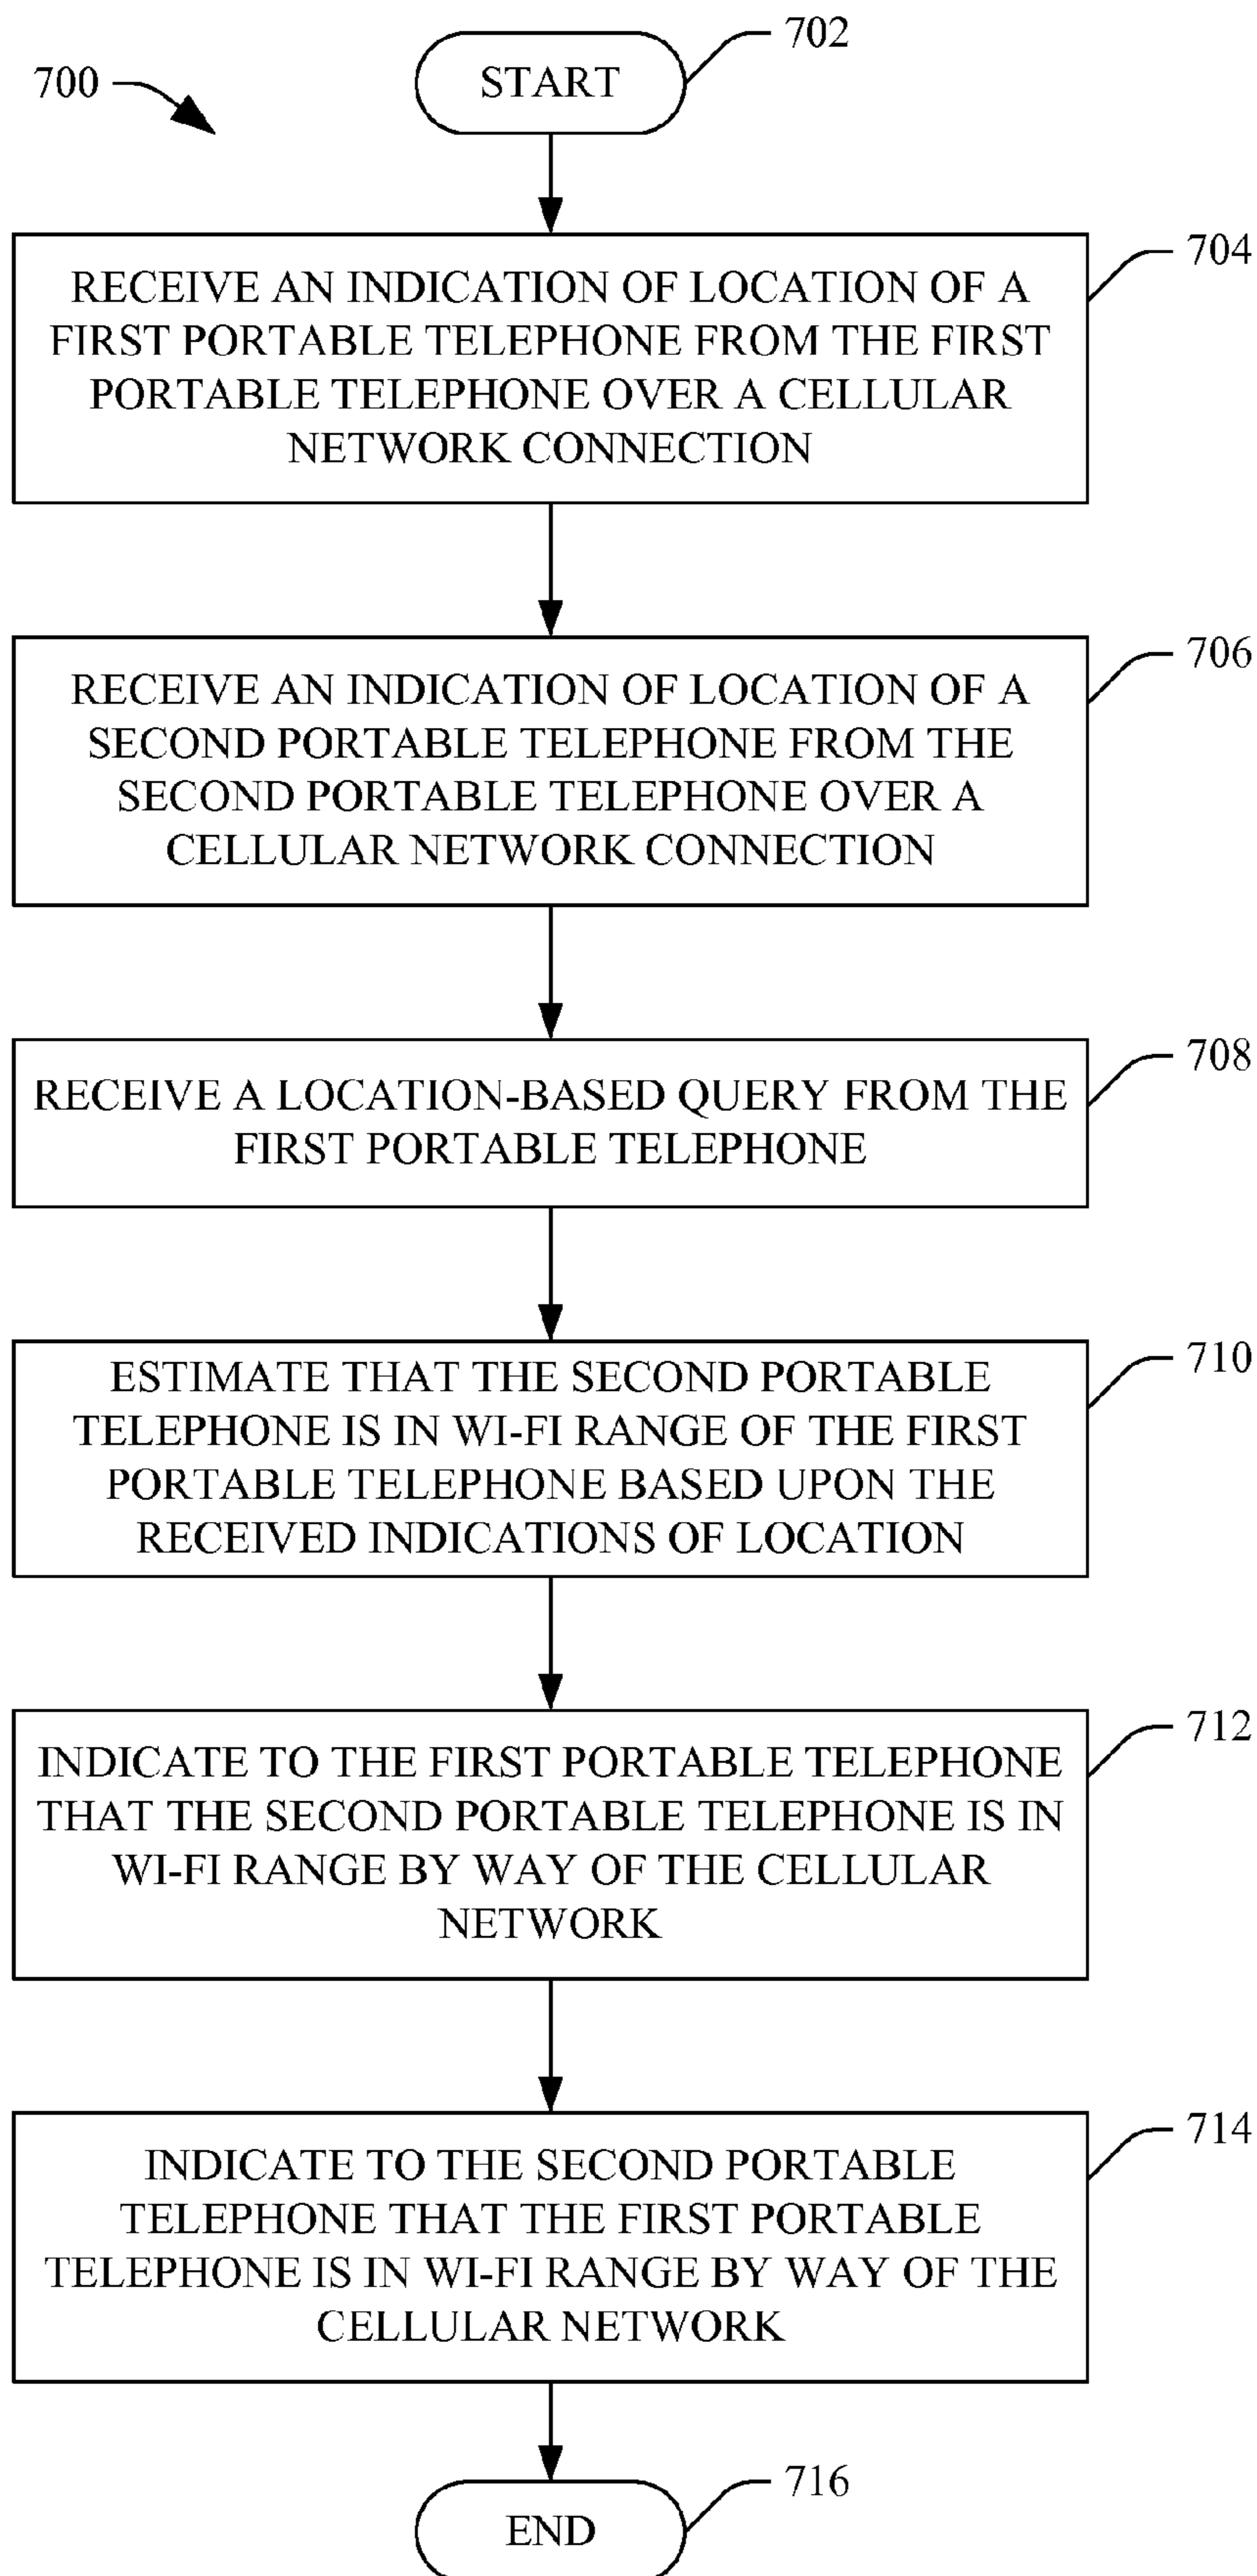 702
START
700
704
RECEIVE AN INDICATION OF LOCATION OF A
FIRST PORTABLE TELEPHONE FROM THE FIRST
PORTABLE TELEPHONE OVER A CELLULAR
NETWORK CONNECTION
706
RECEIVE AN INDICATION OF LOCATION OF A
SECOND PORTABLE TELEPHONE FROM THE
SECOND PORTABLE TELEPHONE OVER A
CELLULAR NETWORK CONNECTION
708
RECEIVE A LOCATION-BASED QUERY FROM THE
FIRST PORTABLE TELEPHONE
710
ESTIMATE THAT THE SECOND PORTABLE
TELEPHONE IS IN WI-FI RANGE OF THE FIRST
PORTABLE TELEPHONE BASED UPON THE
RECEIVED INDICATIONS OF LOCATION
712
INDICATE TO THE FIRST PORTABLE TELEPHONE
THAT THE SECOND PORTABLE TELEPHONE IS IN
WI-FI RANGE BY WAY OF THE CELLULAR
NETWORK
714
INDICATE TO THE SECOND PORTABLE
TELEPHONE THAT THE FIRST PORTABLE
TELEPHONE IS IN WI-FI RANGE BY WAY OF THE
CELLULAR NETWORK
716
END